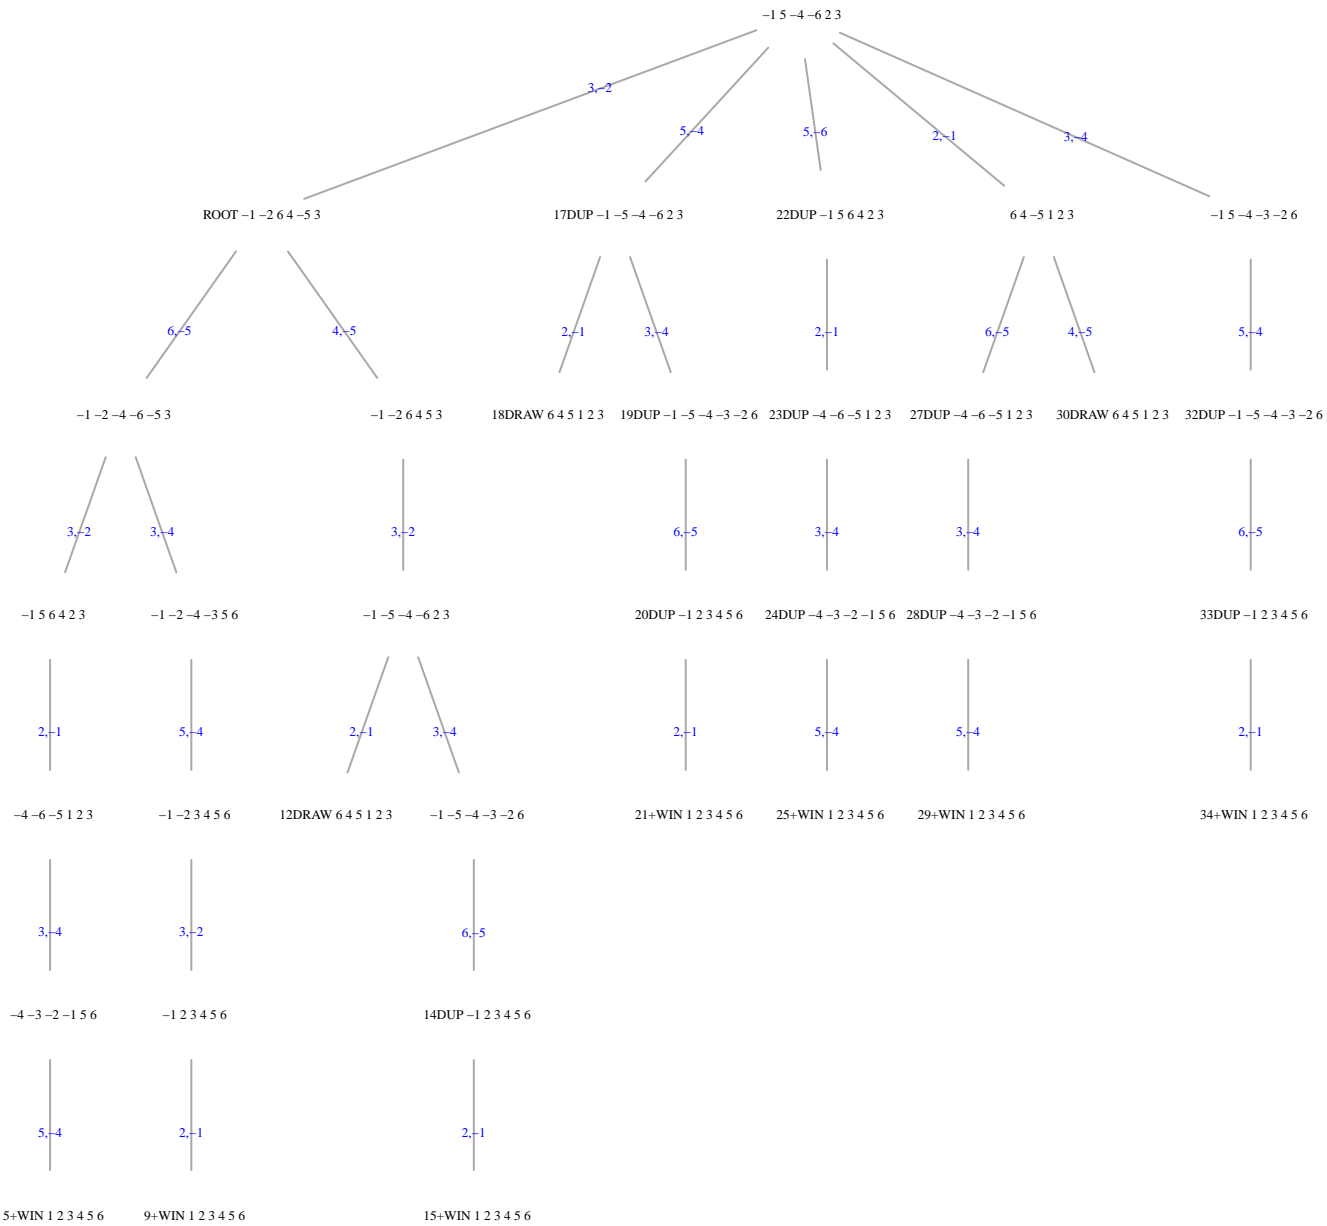 −1 5 −4 −6 2 3
3,−2
5,−4
5,−6
2,−1
3,−4
ROOT −1 −2 6 4 −5 3
17DUP −1 −5 −4 −6 2 3
22DUP −1 5 6 4 2 3
6 4 −5 1 2 3
−1 5 −4 −3 −2 6
6,−5
4,−5
2,−1
3,−4
2,−1
6,−5
4,−5
5,−4
−1 −2 −4 −6 −5 3
−1 −2 6 4 5 3
18DRAW 6 4 5 1 2 3
19DUP −1 −5 −4 −3 −2 6
23DUP −4 −6 −5 1 2 3
27DUP −4 −6 −5 1 2 3
30DRAW 6 4 5 1 2 3
32DUP −1 −5 −4 −3 −2 6
3,−2
3,−4
3,−2
6,−5
3,−4
3,−4
6,−5
−1 5 6 4 2 3
−1 −2 −4 −3 5 6
−1 −5 −4 −6 2 3
20DUP −1 2 3 4 5 6
24DUP −4 −3 −2 −1 5 6
28DUP −4 −3 −2 −1 5 6
33DUP −1 2 3 4 5 6
2,−1
5,−4
2,−1
3,−4
2,−1
5,−4
5,−4
2,−1
−4 −6 −5 1 2 3
−1 −2 3 4 5 6
12DRAW 6 4 5 1 2 3
−1 −5 −4 −3 −2 6
21+WIN 1 2 3 4 5 6
25+WIN 1 2 3 4 5 6
29+WIN 1 2 3 4 5 6
34+WIN 1 2 3 4 5 6
3,−4
3,−2
6,−5
−4 −3 −2 −1 5 6
−1 2 3 4 5 6
14DUP −1 2 3 4 5 6
5,−4
2,−1
2,−1
5+WIN 1 2 3 4 5 6
9+WIN 1 2 3 4 5 6
15+WIN 1 2 3 4 5 6